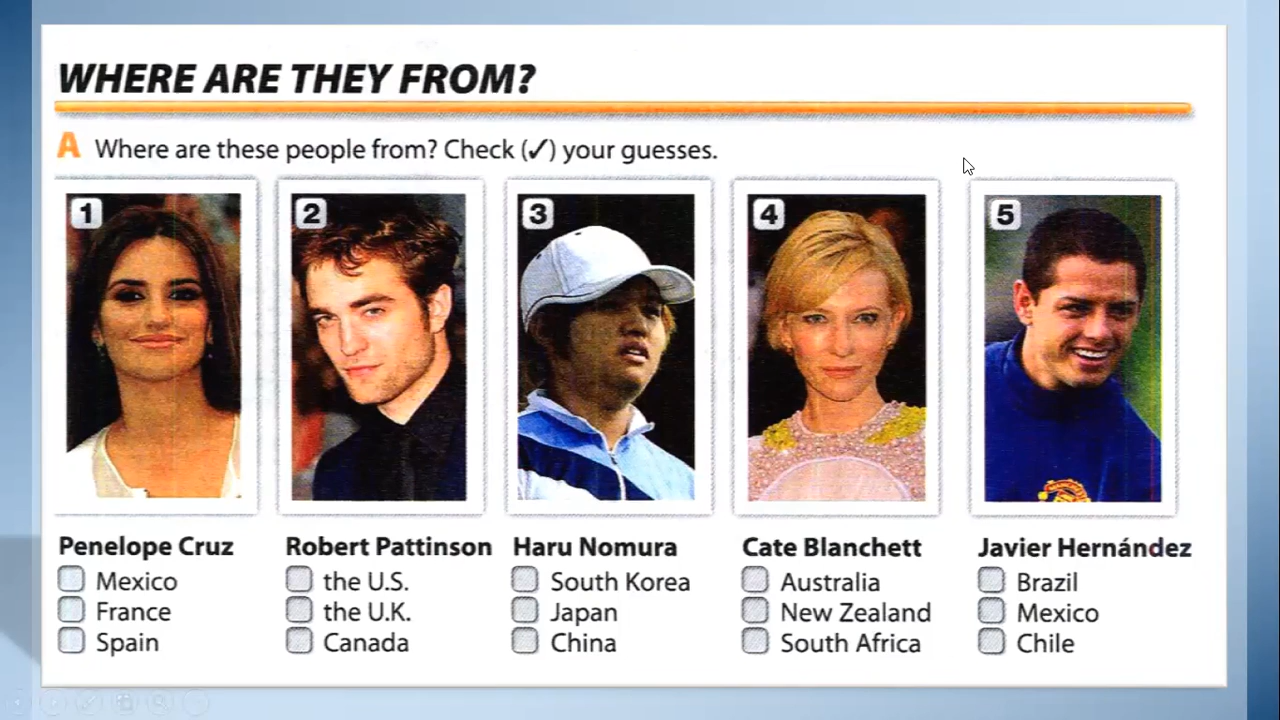 WHERE ARE THEY FROM?
A Where are these people from? Check (✓) your guesses.
1
2
3
4
5
Penelope Cruz
Mexico
France
Spain
Robert Pattinson
the U.S.
the U.K.
Canada
Haru Nomura
South Korea
Japan
China
Cate Blanchett
Australia
New Zealand
South Africa
Javier Hernández
Brazil
Mexico
Chile